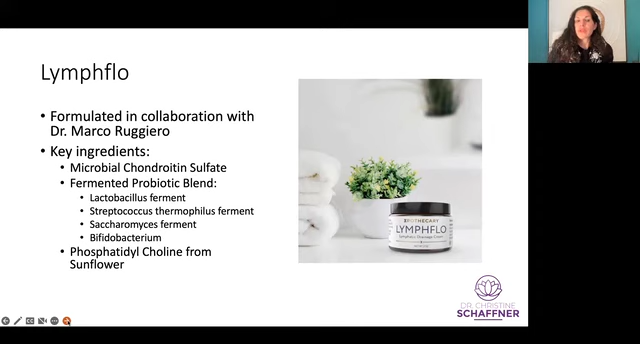 Lymphflo
• Formulated in collaboration with
Dr. Marco Ruggiero
• Key ingredients:
• Microbial Chondroitin Sulfate
• Fermented Probiotic Blend:
• Lactobacillus ferment
• Streptococcus thermophilus ferment
• Saccharomyces ferment
• Bifidobacterium
• Phosphatidyl Choline from
Sunflower
LYMPHFLO
DR. CHRISTINE
SCHAFFNER